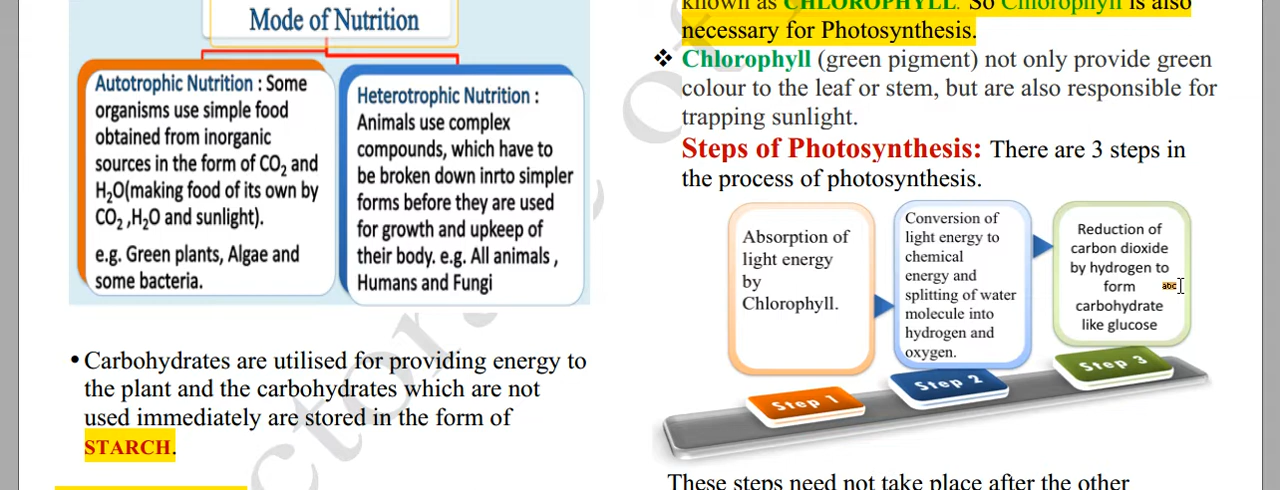 Mode of Nutrition
Autotrophic Nutrition : Some
organisms use simple food
obtained from inorganic
sources in the form of CO₂ and
H₂O(making food of its own by
CO₂ ,H₂O and sunlight).
e.g. Green plants, Algae and
some bacteria.
Heterotrophic Nutrition :
Animals use complex
compounds, which have to
be broken down inrto simpler
forms before they are used
for growth and upkeep of
their body. e.g. All animals ,
Humans and Fungi
• Carbohydrates are utilised for providing energy to
the plant and the carbohydrates which are not
used immediately are stored in the form of
STARCH.
known as CHLOROPHYLL. So Chlorophyll is also
necessary for Photosynthesis.
❖ Chlorophyll (green pigment) not only provide green
colour to the leaf or stem, but are also responsible for
trapping sunlight.
Steps of Photosynthesis: There are 3 steps in
the process of photosynthesis.
Absorption of
light energy
by
Chlorophyll.
Conversion of
light energy to
chemical
energy and
splitting of water
molecule into
hydrogen and
oxygen.
Reduction of
carbon dioxide
by hydrogen to
form
carbohydrate
like glucose
abc
Step 1
Step 2
Step 3
These steps need not take place after the other